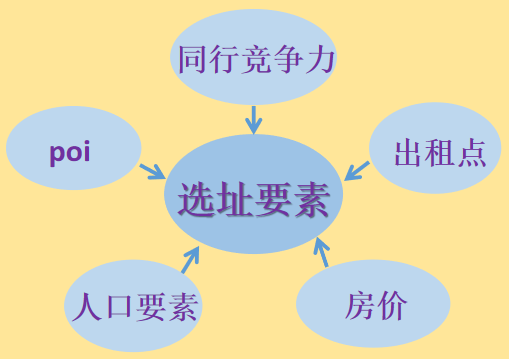 同行竞争力
poi
出租点
选址要素
人口要素
房价